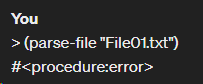 You
> (parse-file "File01.txt")
#<procedure:error>